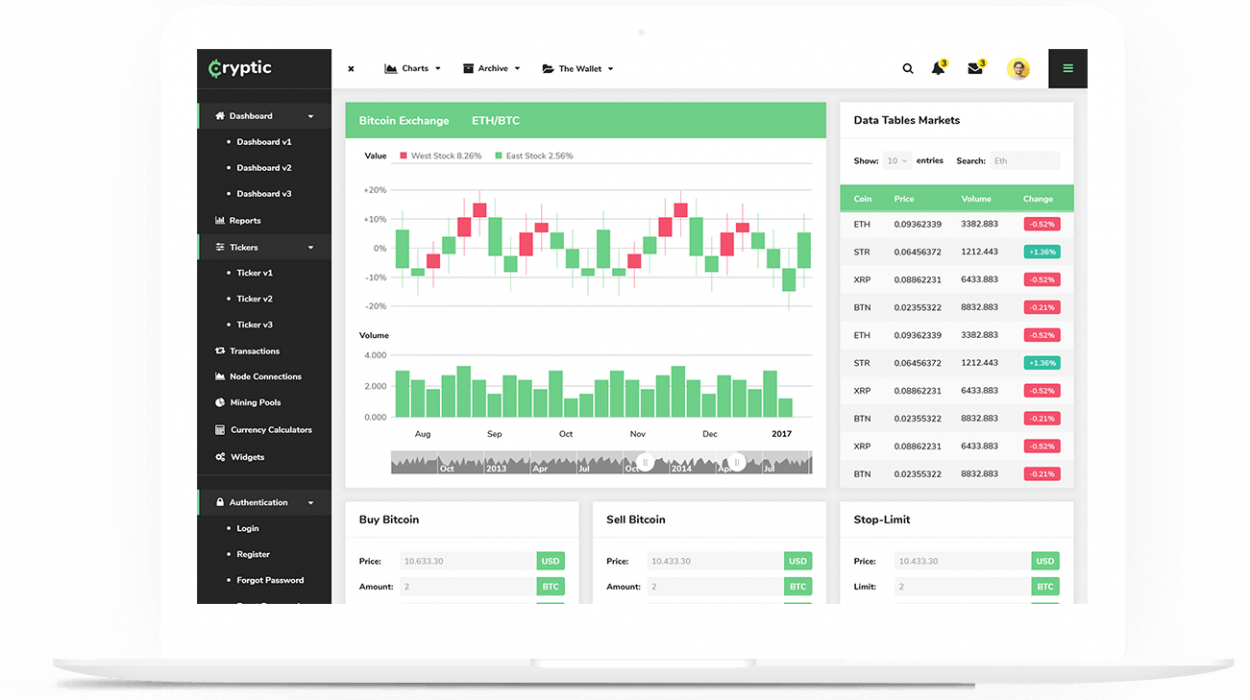 Cryptic
Charts
Archive
The Wallet
3
3
Dashboard
Dashboard v1
Dashboard v2
Dashboard v3
Reports
Tickers
Ticker v1
Ticker v2
Ticker v3
Transactions
Node Connections
Mining Pools
Currency Calculators
Widgets
Authentication
Login
Register
Forgot Password
Bitcoin Exchange ETH/BTC
Value West Stock 8.26% East Stock 2.56%
+20%
+10%
0%
-10%
-20%
Volume
4.000
2.000
0.000
Aug Sep Oct Nov Dec 2017
Oct 2013 Apr Jul Oct 2014 Apr Jul
Data Tables Markets
Show: 10 entries Search: Eth
Coin Price Volume Change
ETH 0.09362339 3382.883 -0.52%
STR 0.06456372 1212.443 +1.36%
XRP 0.08862231 6433.883 -0.52%
BTN 0.02355322 8832.883 -0.21%
ETH 0.09362339 3382.883 -0.52%
STR 0.06456372 1212.443 +1.36%
XRP 0.08862231 6433.883 -0.52%
BTN 0.02355322 8832.883 -0.21%
XRP 0.08862231 6433.883 -0.52%
BTN 0.02355322 8832.883 -0.21%
Buy Bitcoin
Price: 10.633.30 USD
Amount: 2 BTC
Sell Bitcoin
Price: 10.433.30 USD
Amount: 2 BTC
Stop-Limit
Price: 10.433.30 USD
Limit: 2 BTC